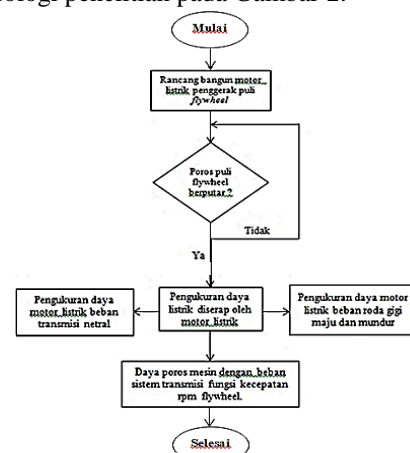 ologi penelitian pada Gambar 2.
Mulai
Rancang bangun motor
listrik penggerak puli
flywheel
Poros puli
flywheel
berputar ?
Tidak
Ya
Pengukuran daya
motor listrik beban
transmisi netral
Pengukuran daya
listik diserap oleh
motor listrik
Pengukuran daya motor
listrik beban roda gigi
maju dan mundur
Daya poros mesin dengan beban
sistem transmisi fungsi kecepatan
rpm flywheel.
Selesai